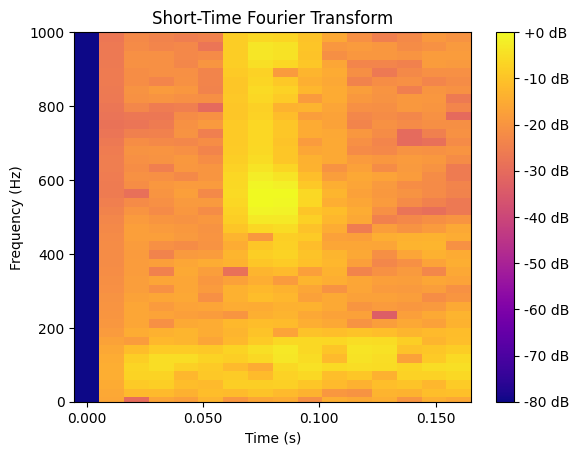 Short-Time Fourier Transform
Frequency (Hz)
1000
800
600
400
200
0
0.000
0.050
0.100
0.150
Time (s)
+0 dB
-10 dB
-20 dB
-30 dB
-40 dB
-50 dB
-60 dB
-70 dB
-80 dB